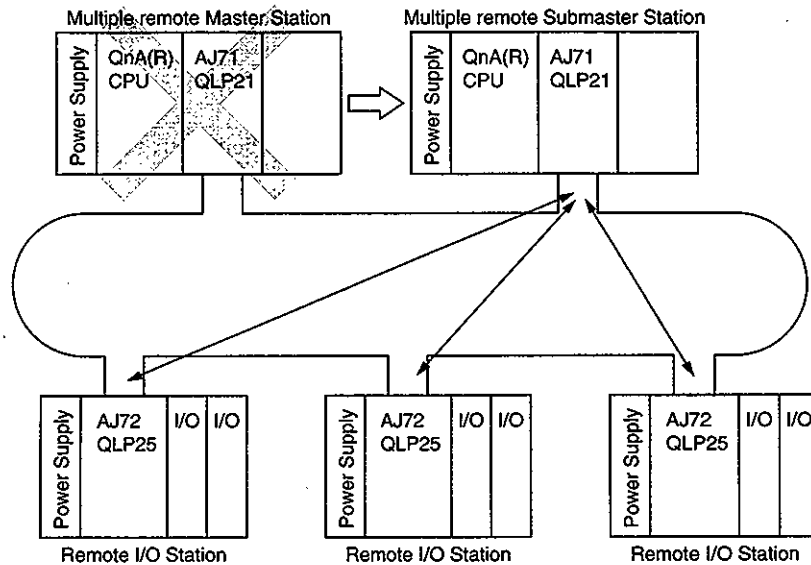 Multiple remote Master Station
Multiple remote Submaster Station
Power Supply
QnA(R)
CPU
AJ71
QLP21
Power Supply
QnA(R)
CPU
AJ71
QLP21
Power Supply
AJ72
QLP25
I/O
I/O
Power Supply
AJ72
QLP25
I/O
I/O
Power Supply
AJ72
QLP25
I/O
I/O
Remote I/O Station
Remote I/O Station
Remote I/O Station